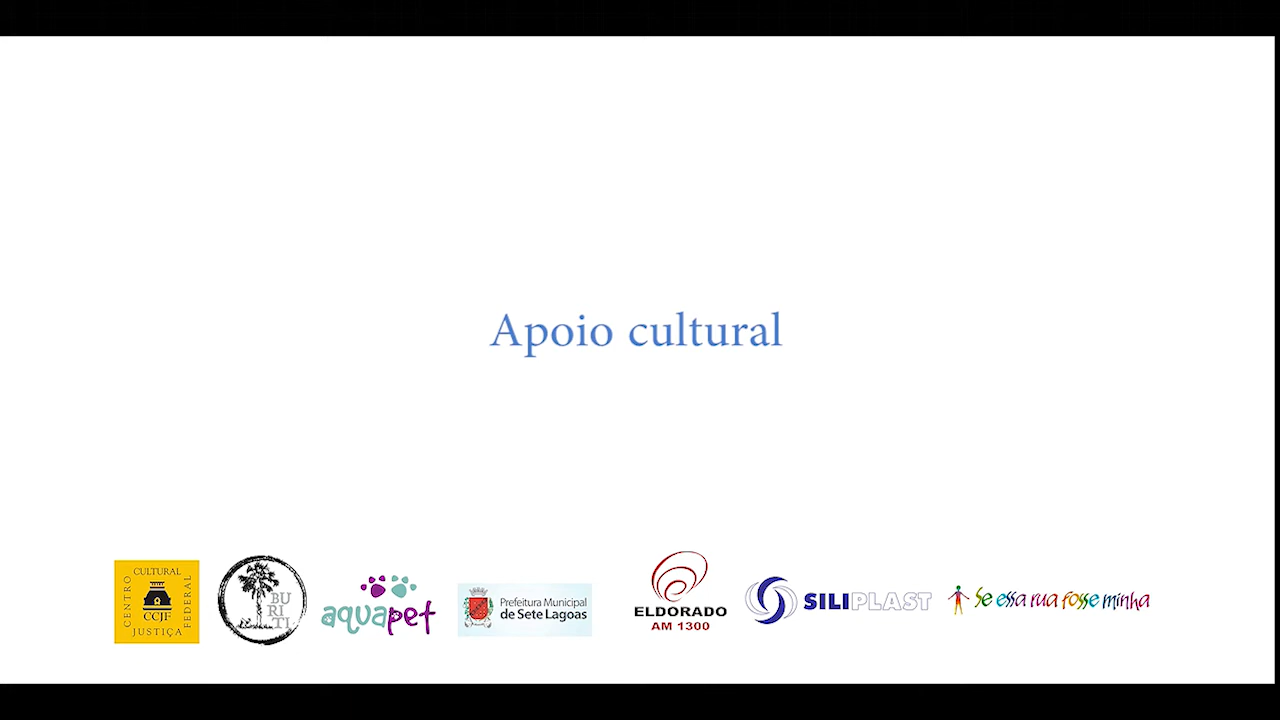 Apoio cultural
CENTRO
CULTURAL
JUSTIÇA
FEDERAL
CCJF
BU
RI
TI
aquapet
Prefeitura Municipal
de Sete Lagoas
ELDORADO
AM 1300
SILIPLAST
Se essa rua fosse minha